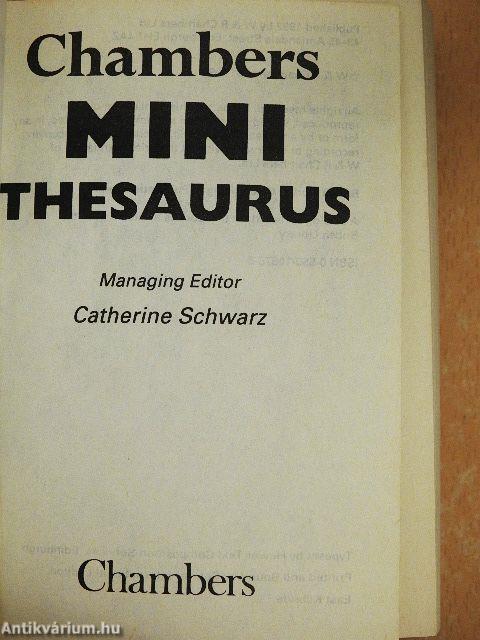 Chambers
MINI
THESAURUS
Managing Editor
Catherine Schwarz
Chambers
Antikvárium.hu